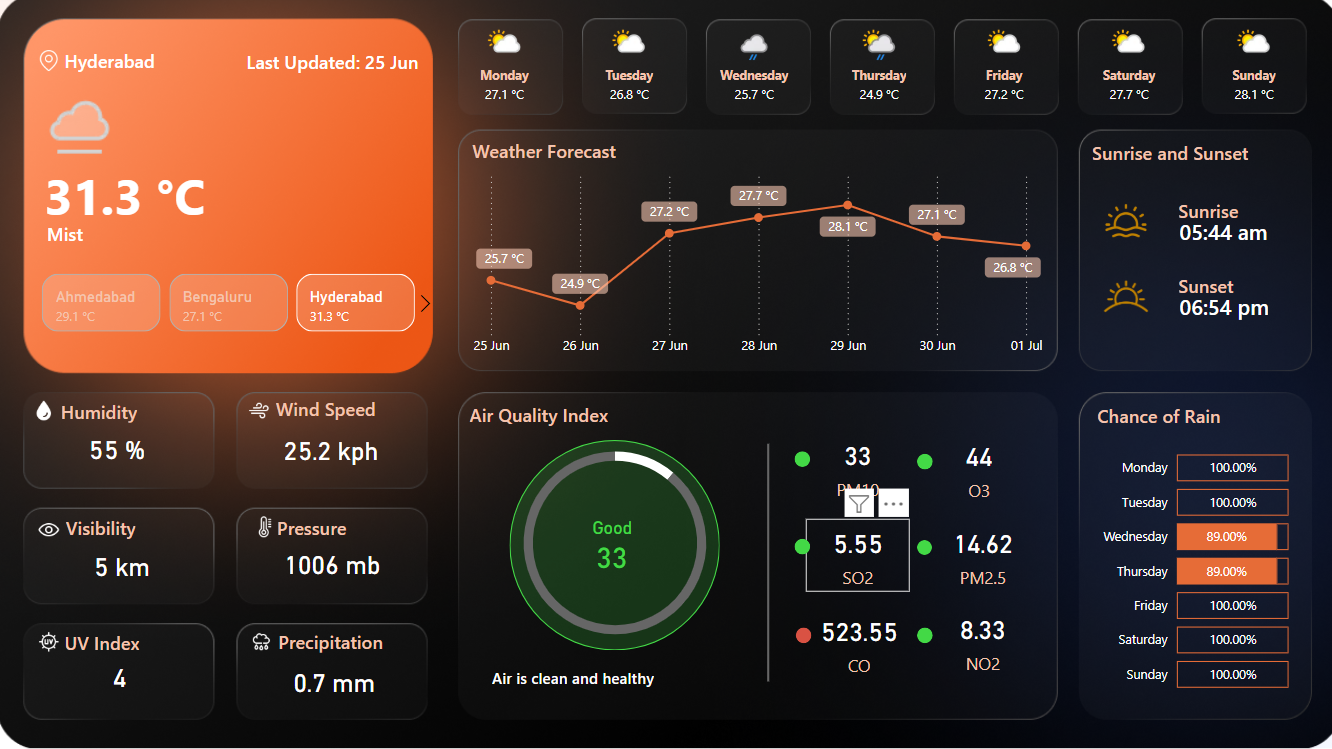 Hyderabad
Last Updated: 25 Jun
31.3 °C
Mist
Ahmedabad
29.1 °C
Bengaluru
27.1 °C
Hyderabad
31.3 °C
Monday
27.1 °C
Tuesday
26.8 °C
Wednesday
25.7 °C
Thursday
24.9 °C
Friday
27.2 °C
Saturday
27.7 °C
Sunday
28.1 °C
Weather Forecast
25.7 °C
24.9 °C
27.2 °C
27.7 °C
28.1 °C
27.1 °C
26.8 °C
25 Jun
26 Jun
27 Jun
28 Jun
29 Jun
30 Jun
01 Jul
Sunrise and Sunset
Sunrise
05:44 am
Sunset
06:54 pm
Humidity
55 %
Wind Speed
25.2 kph
Visibility
5 km
Pressure
1006 mb
UV Index
UV
4
Precipitation
0.7 mm
Air Quality Index
Good
33
Air is clean and healthy
33
PM10
44
O3
5.55
SO2
14.62
PM2.5
523.55
CO
8.33
NO2
Chance of Rain
Monday
100.00%
Tuesday
100.00%
Wednesday
89.00%
Thursday
89.00%
Friday
100.00%
Saturday
100.00%
Sunday
100.00%